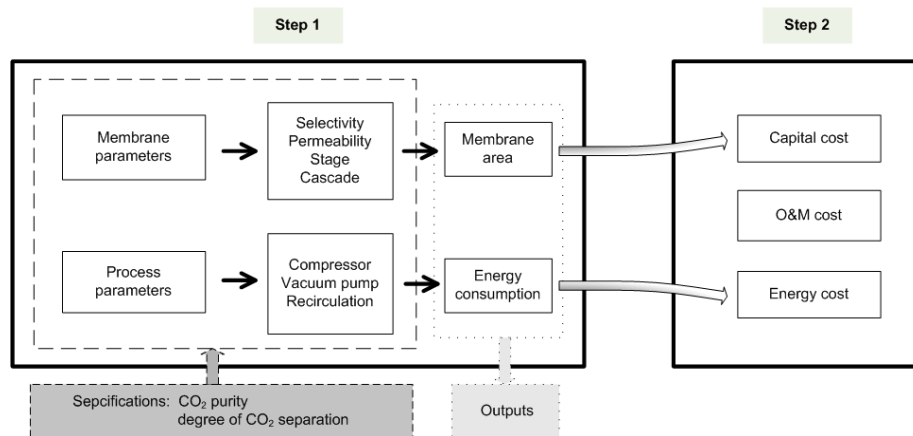 Step 1
Step 2
Membrane
parameters
Selectivity
Permeability
Stage
Cascade
Membrane
area
Capital cost
O&M cost
Process
parameters
Compressor
Vacuum pump
Recirculation
Energy
consumption
Energy cost
Sepcifications: CO₂ purity
degree of CO₂ separation
Outputs